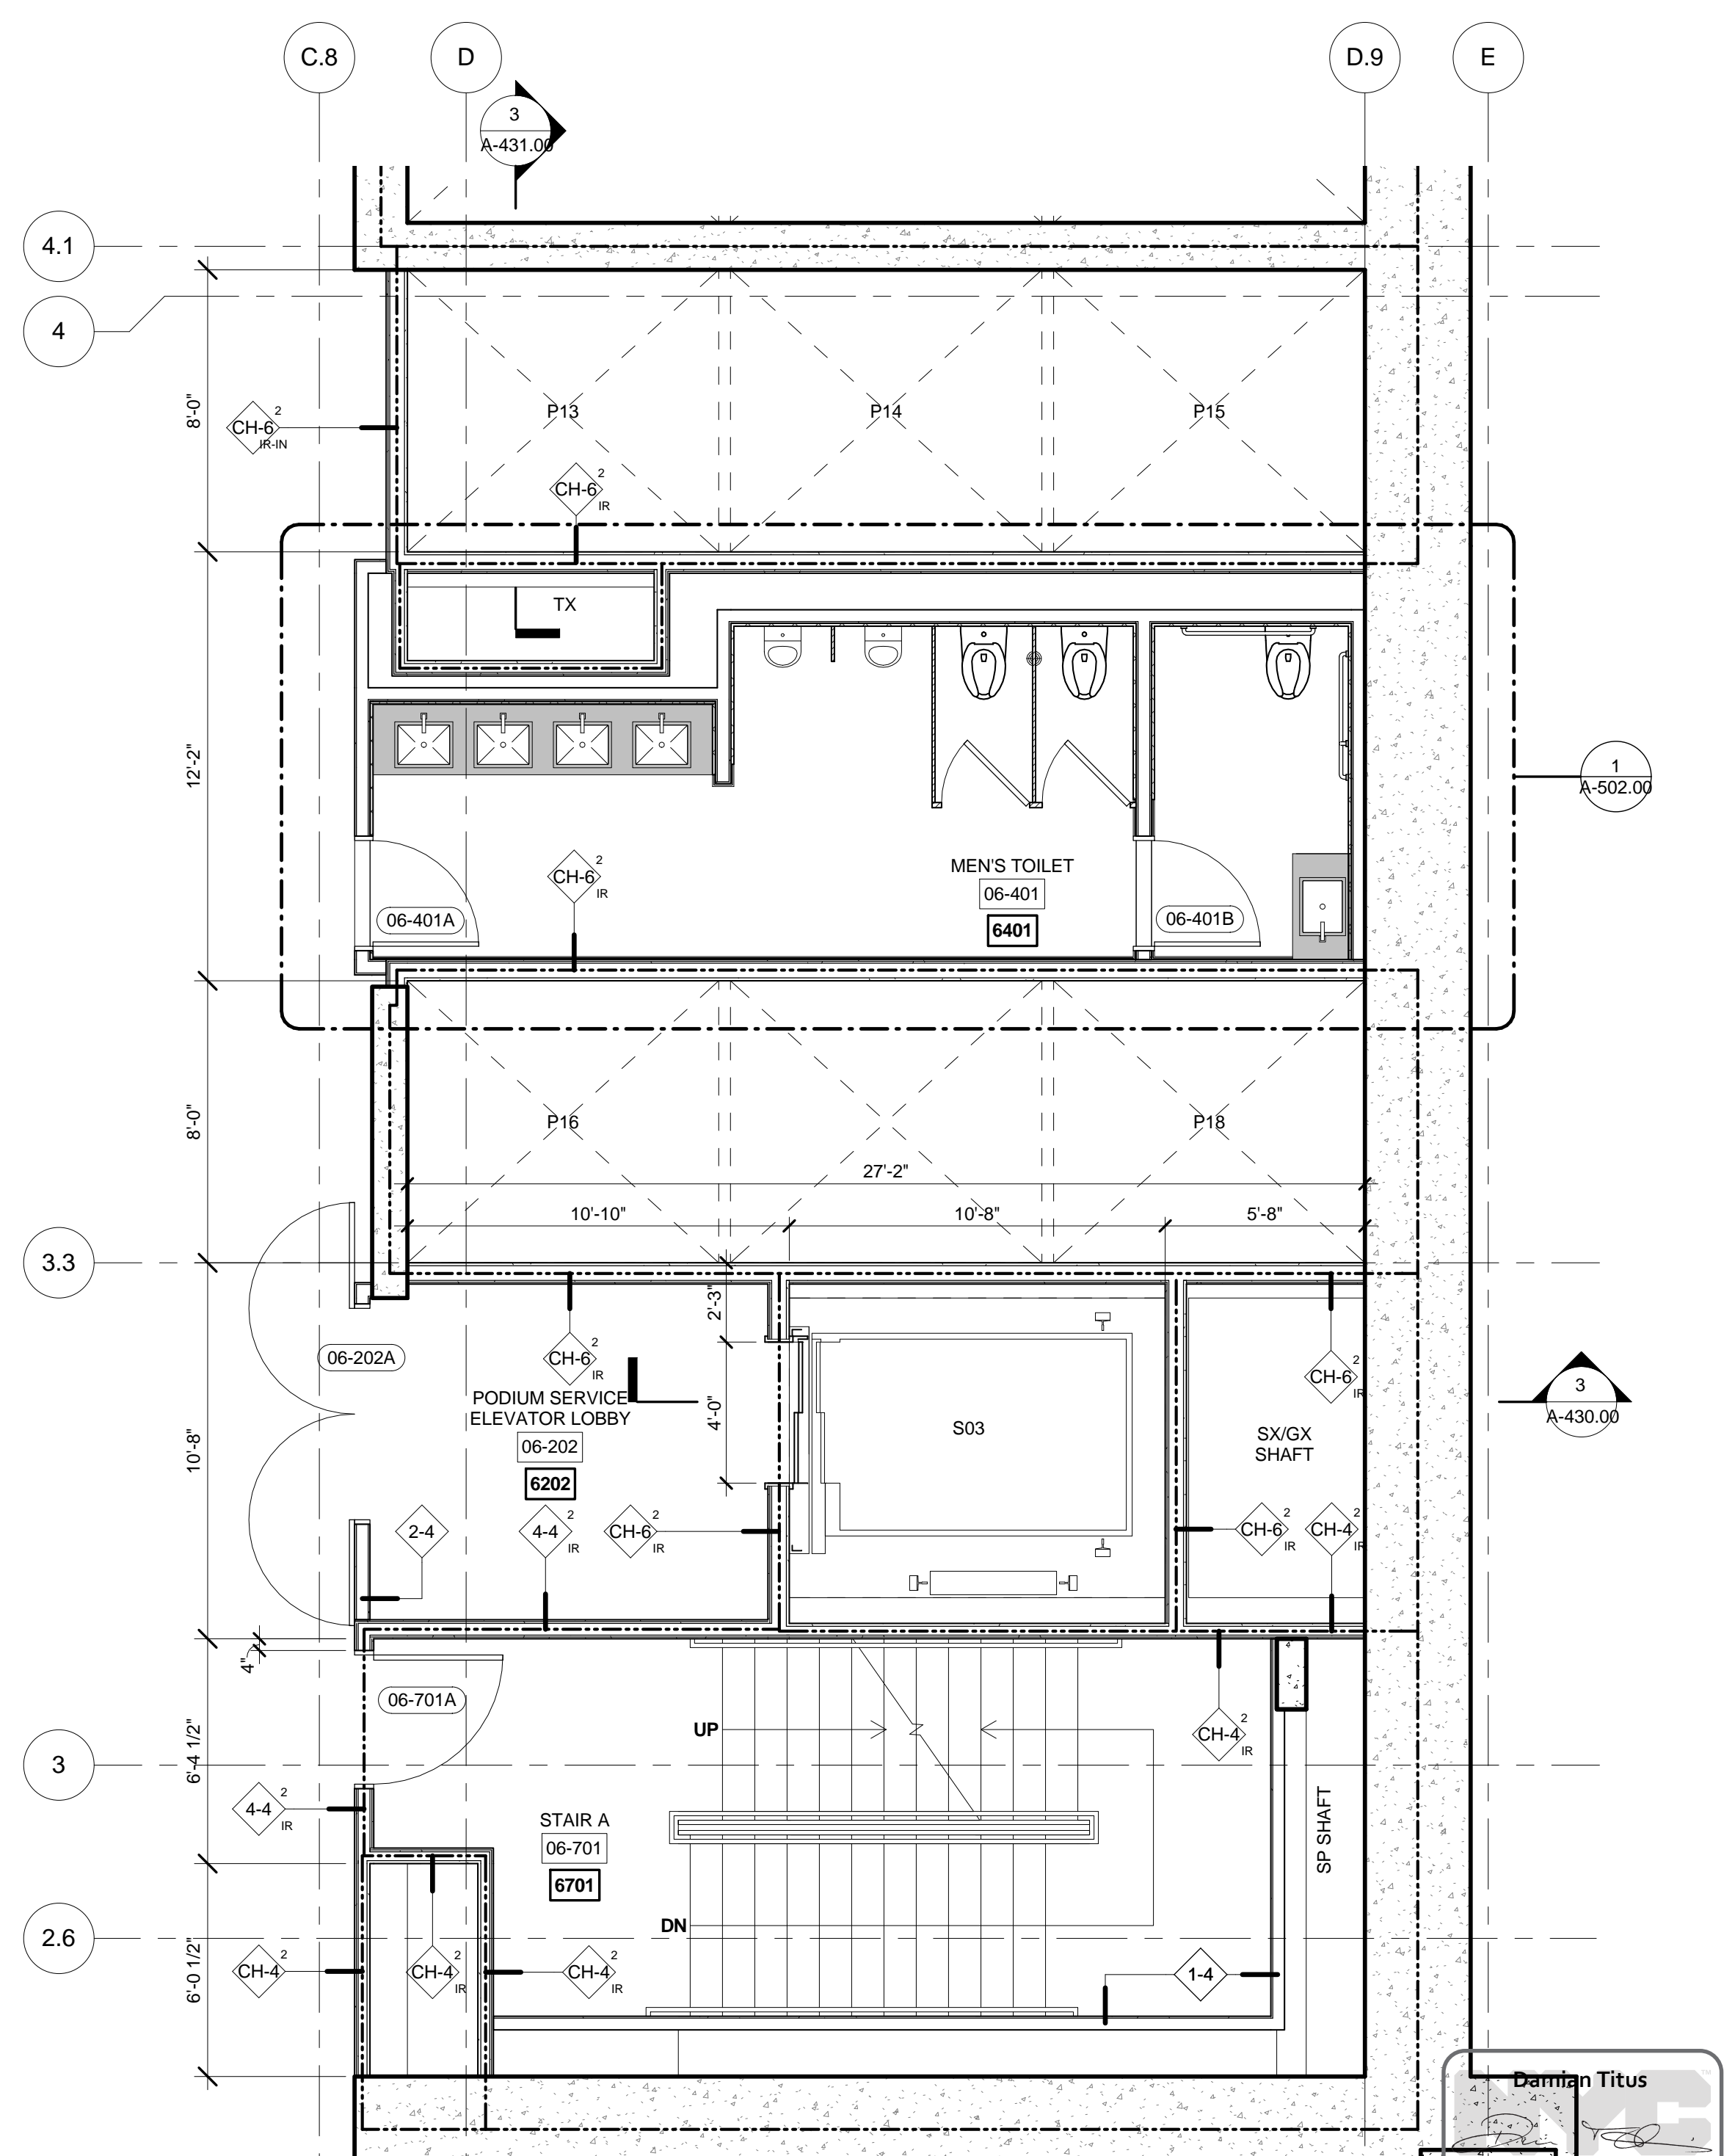 C.8
D
D.9
E
3
A-431.00
4.1
4
8'-0"
2
CH-6
IR-IN
P13
P14
P15
2
CH-6
IR
TX
12'-2"
1
A-502.00
2
CH-6
IR
MEN'S TOILET
06-401
6401
06-401A
06-401B
8'-0"
P16
P18
27'-2"
10'-10"
10'-8"
5'-8"
3.3
2'-3"
06-202A
2
CH-6
IR
2
CH-6
IR
4'-0"
3
A-430.00
PODIUM SERVICE
ELEVATOR LOBBY
06-202
6202
S03
SX/GX
SHAFT
10'-8"
2-4
2
4-4
IR
2
CH-6
IR
2
CH-6
IR
2
CH-4
IR
4"
06-701A
UP
2
CH-4
IR
6'-4 1/2"
3
2
4-4
IR
STAIR A
06-701
6701
SP SHAFT
DN
2.6
6'-0 1/2"
2
CH-4
2
CH-4
IR
2
CH-4
IR
1-4
Damian Titus
TM